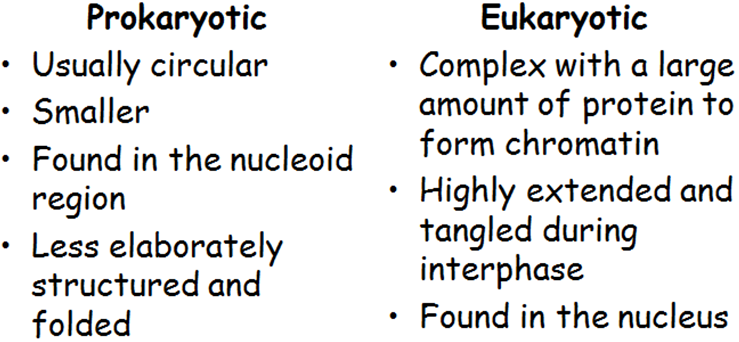 Prokaryotic
• Usually circular
• Smaller
• Found in the nucleoid
region
• Less elaborately
structured and
folded
Eukaryotic
• Complex with a large
amount of protein to
form chromatin
• Highly extended and
tangled during
interphase
• Found in the nucleus